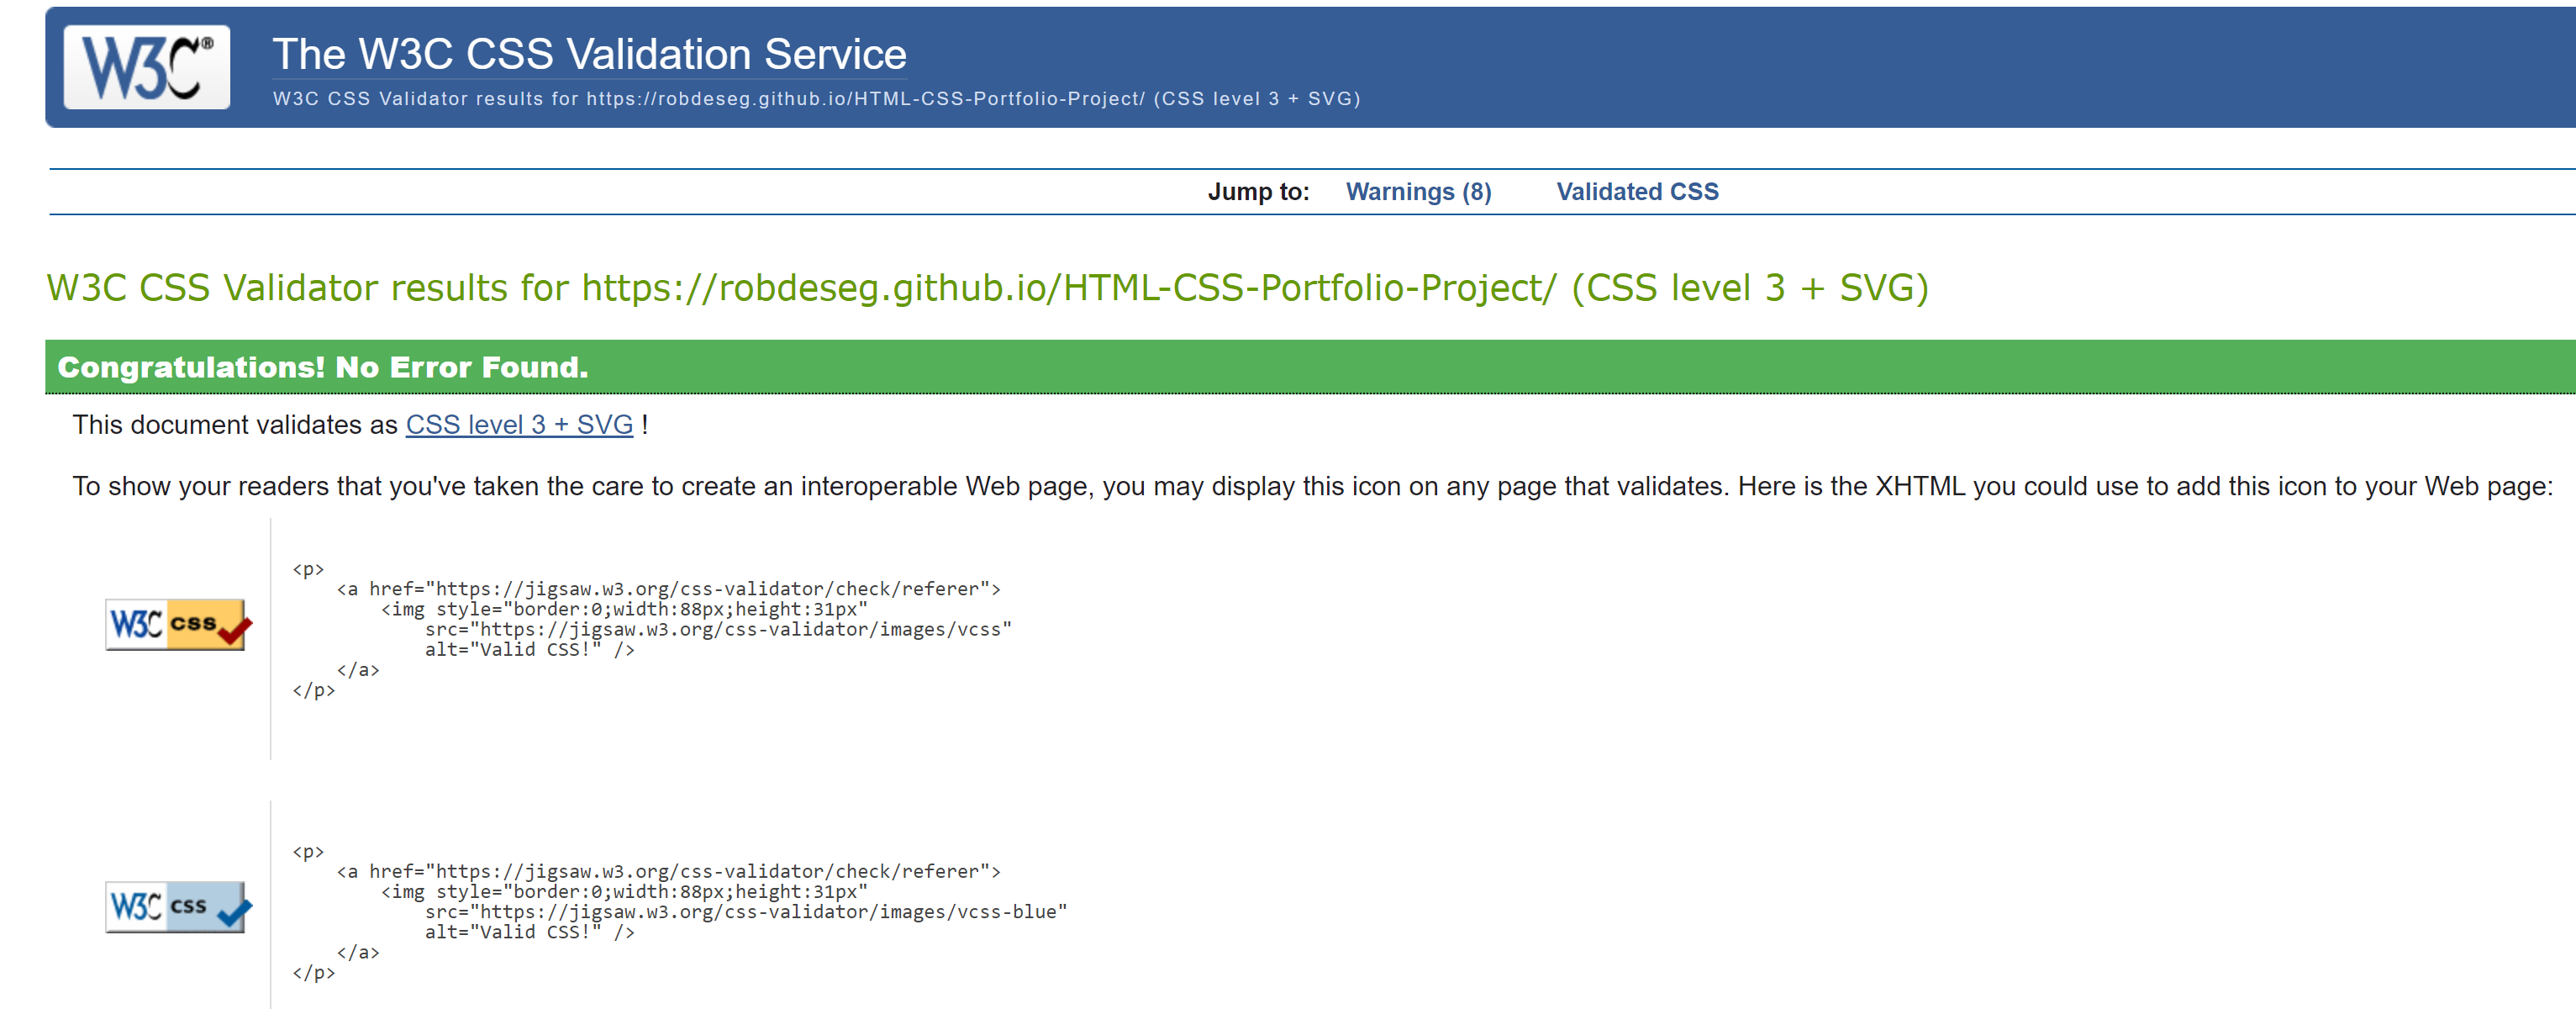 W3C®
The W3C CSS Validation Service
W3C CSS Validator results for https://robdeseg.github.io/HTML-CSS-Portfolio-Project/ (CSS level 3 + SVG)
Jump to: Warnings (8) Validated CSS
W3C CSS Validator results for https://robdeseg.github.io/HTML-CSS-Portfolio-Project/ (CSS level 3 + SVG)
Congratulations! No Error Found.
This document validates as CSS level 3 + SVG !
To show your readers that you've taken the care to create an interoperable Web page, you may display this icon on any page that validates. Here is the XHTML you could use to add this icon to your Web page:
W3C css
<p>
<a href="https://jigsaw.w3.org/css-validator/check/referer">
<img style="border:0;width:88px;height:31px"
src="https://jigsaw.w3.org/css-validator/images/vcss"
alt="Valid CSS!" />
</a>
</p>
W3C css
<p>
<a href="https://jigsaw.w3.org/css-validator/check/referer">
<img style="border:0;width:88px;height:31px"
src="https://jigsaw.w3.org/css-validator/images/vcss-blue"
alt="Valid CSS!" />
</a>
</p>